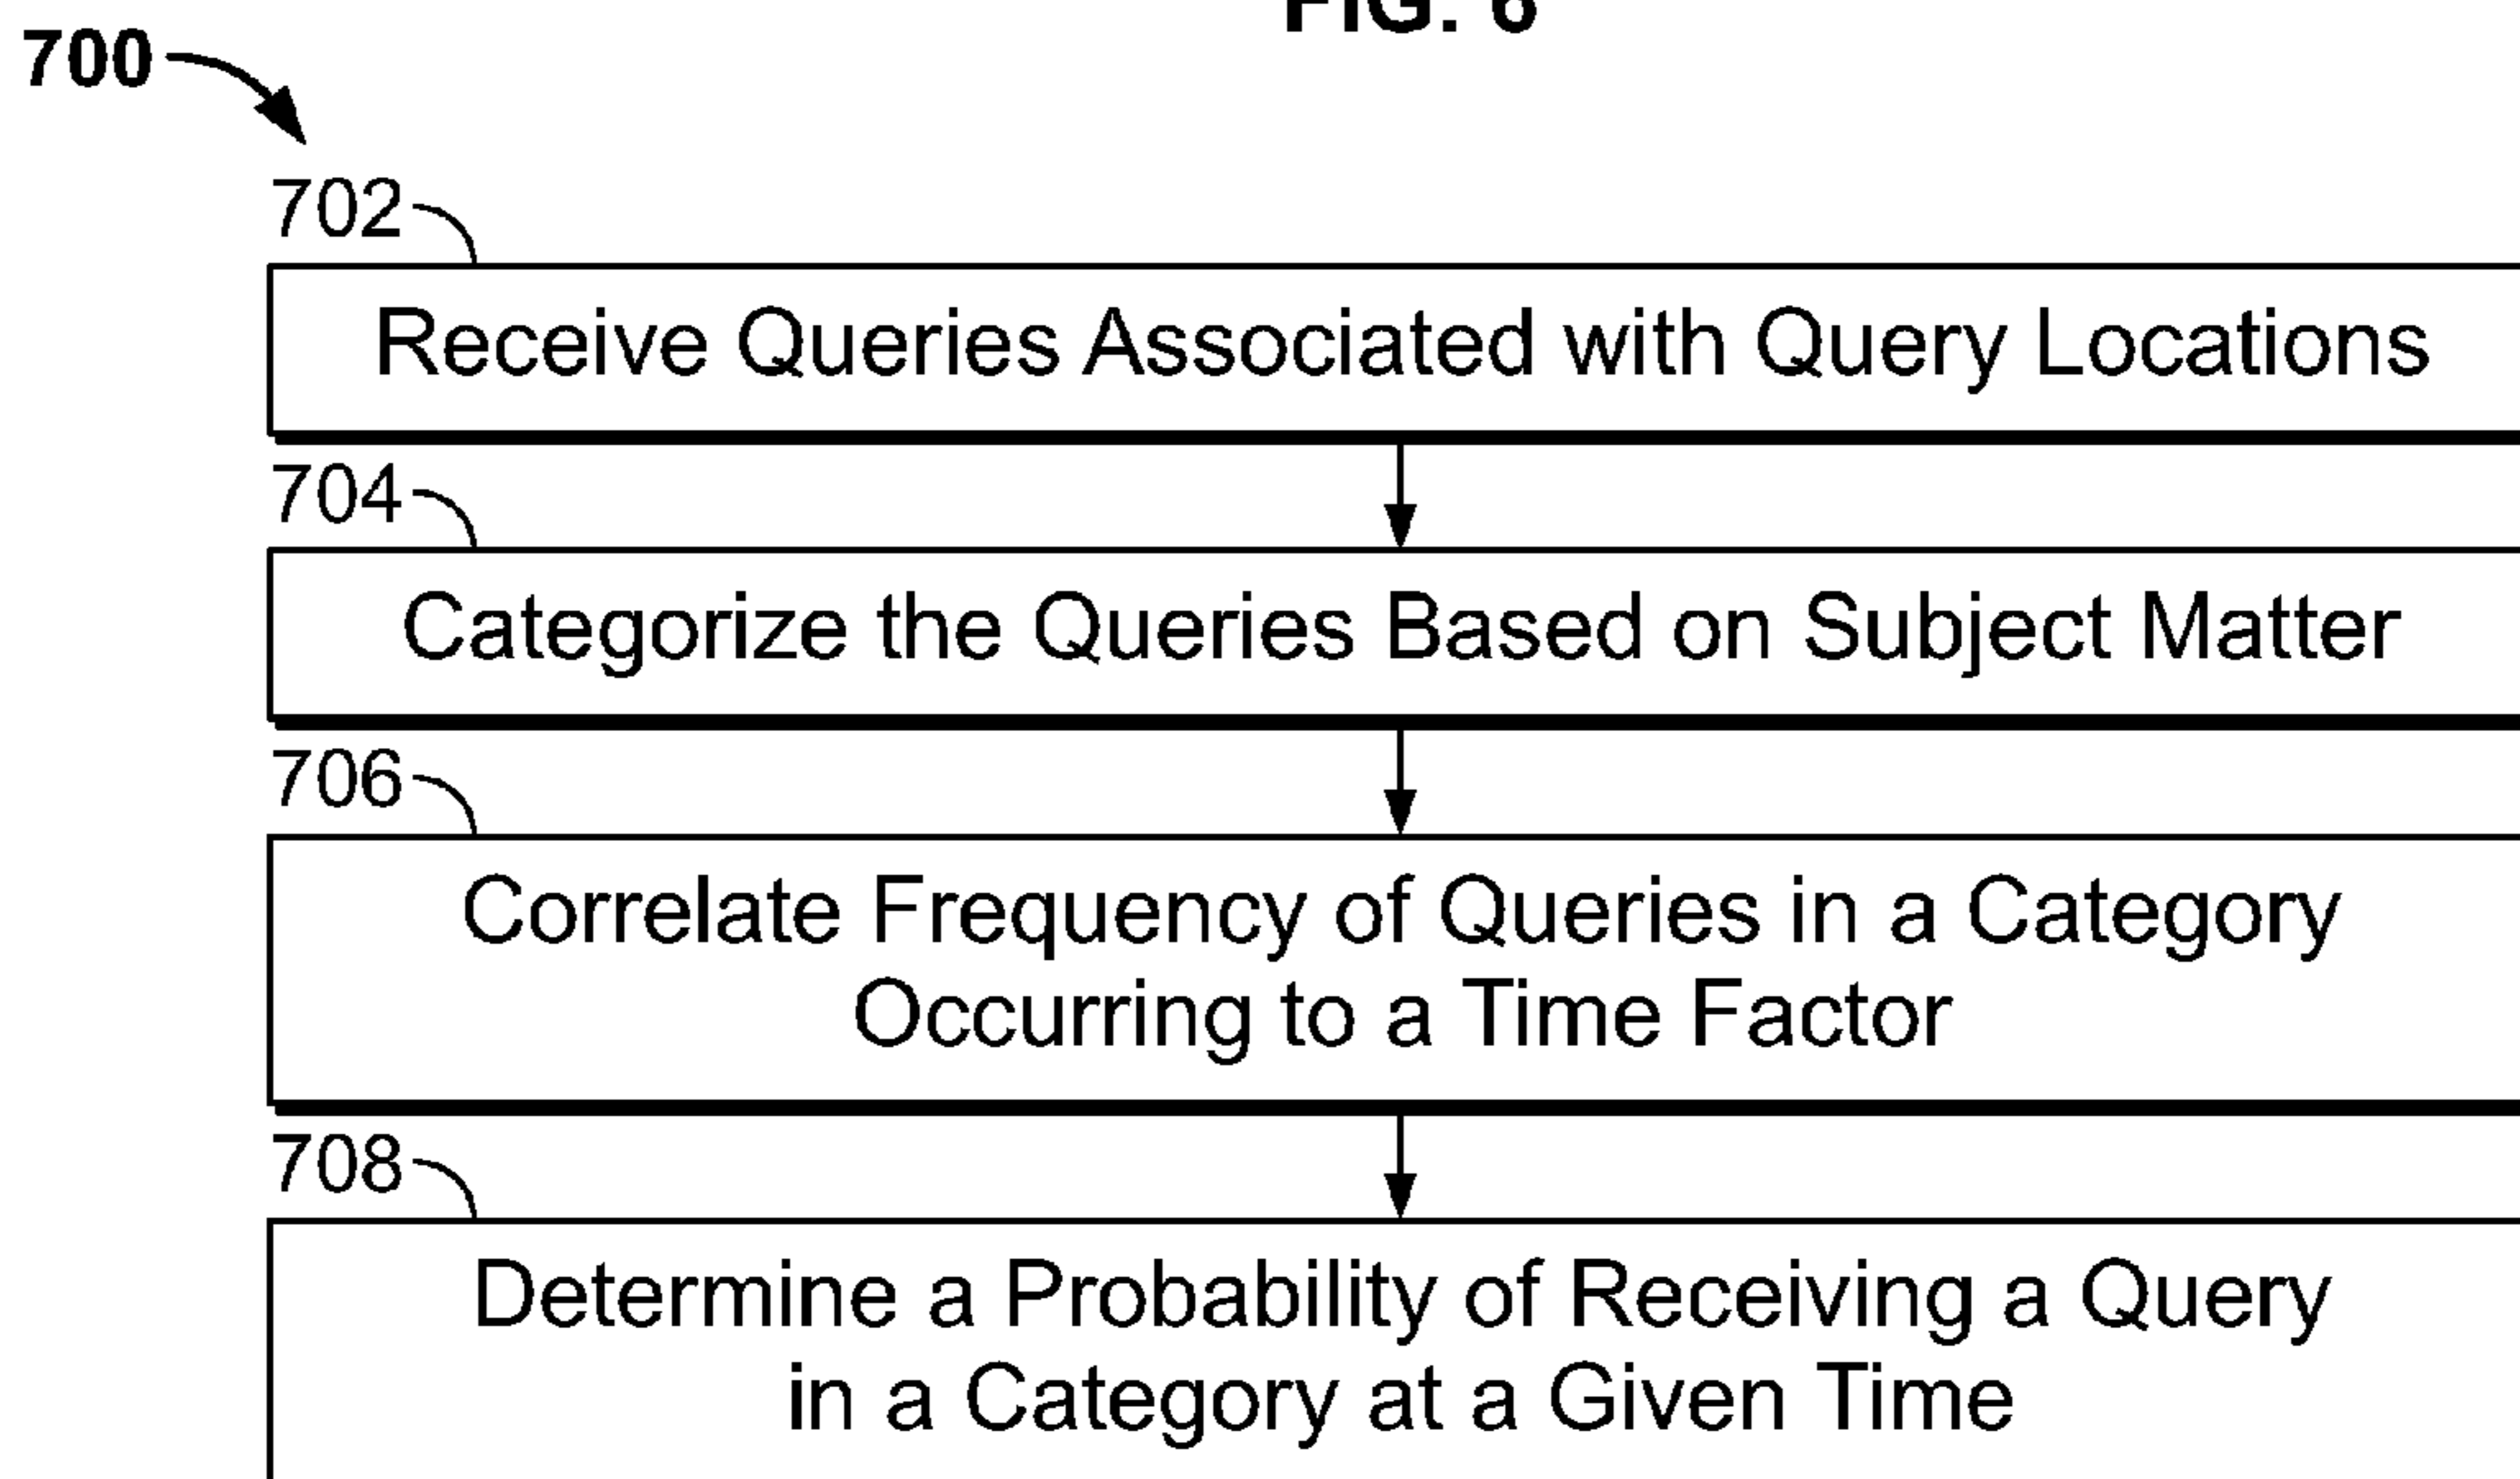 FIG. 6
700
702
Receive Queries Associated with Query Locations
704
Categorize the Queries Based on Subject Matter
706
Correlate Frequency of Queries in a Category
Occurring to a Time Factor
708
Determine a Probability of Receiving a Query
in a Category at a Given Time